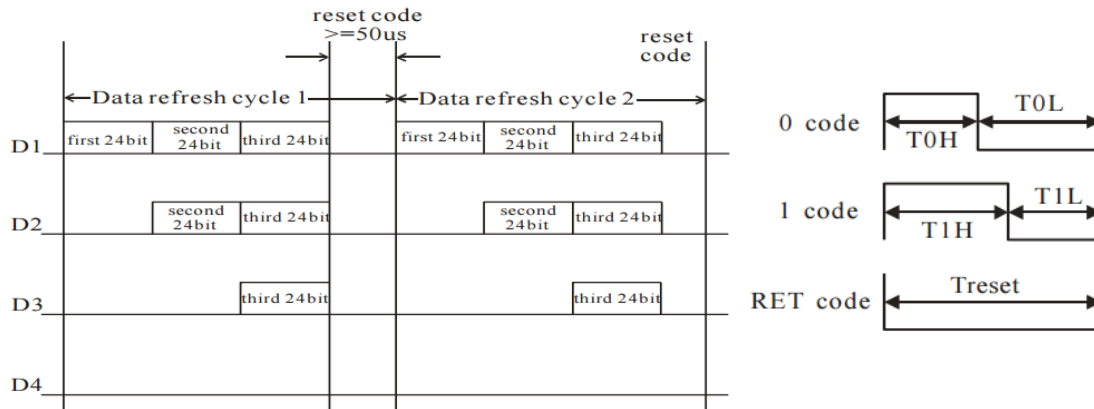 reset code
>=50us
reset
code
Data refresh cycle 1
Data refresh cycle 2
D1
first 24bit
second
24bit
third 24bit
first 24bit
second
24bit
third 24bit
D2
second
24bit
third 24bit
second
24bit
third 24bit
D3
third 24bit
third 24bit
D4
0 code
T0H
T0L
1 code
T1H
T1L
RET code
Treset